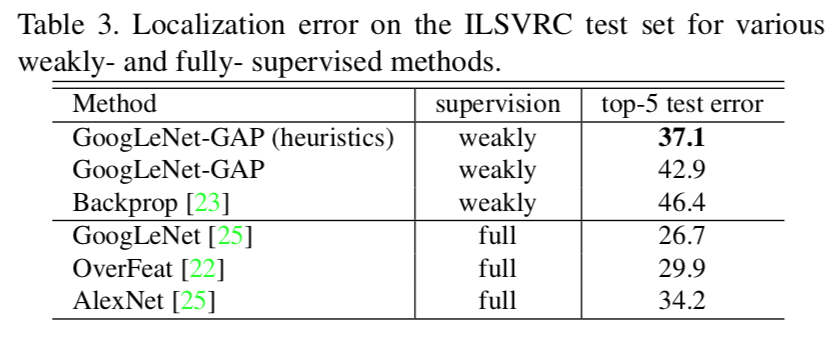 Table 3. Localization error on the ILSVRC test set for various
weakly- and fully- supervised methods.
Method supervision top-5 test error
GoogLeNet-GAP (heuristics) weakly 37.1
GoogLeNet-GAP weakly 42.9
Backprop [23] weakly 46.4
GoogLeNet [25] full 26.7
OverFeat [22] full 29.9
AlexNet [25] full 34.2